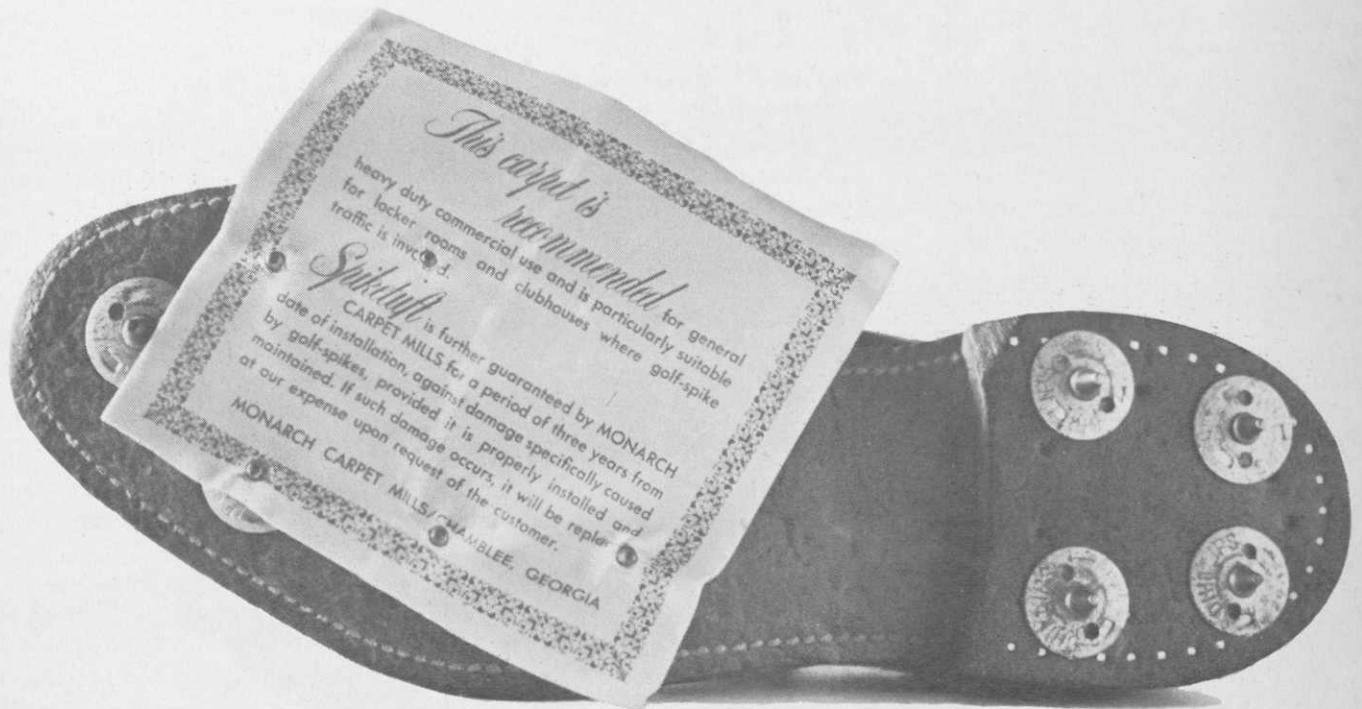 This carpet is
recommended for general
heavy duty commercial use and is particularly suitable
for locker rooms and clubhouses where golf-spike
traffic is
Spiketuft is further guaranteed by MONARCH
CARPET MILLS for a period of three years from
date of installation, against damage specifically caused
by golf-spikes, provided it is properly installed and
maintained. If such damage occurs, it will be
at our expense upon request of the customer.
MONARCH CARPET MILLS/CHAMBLEE, GEORGIA